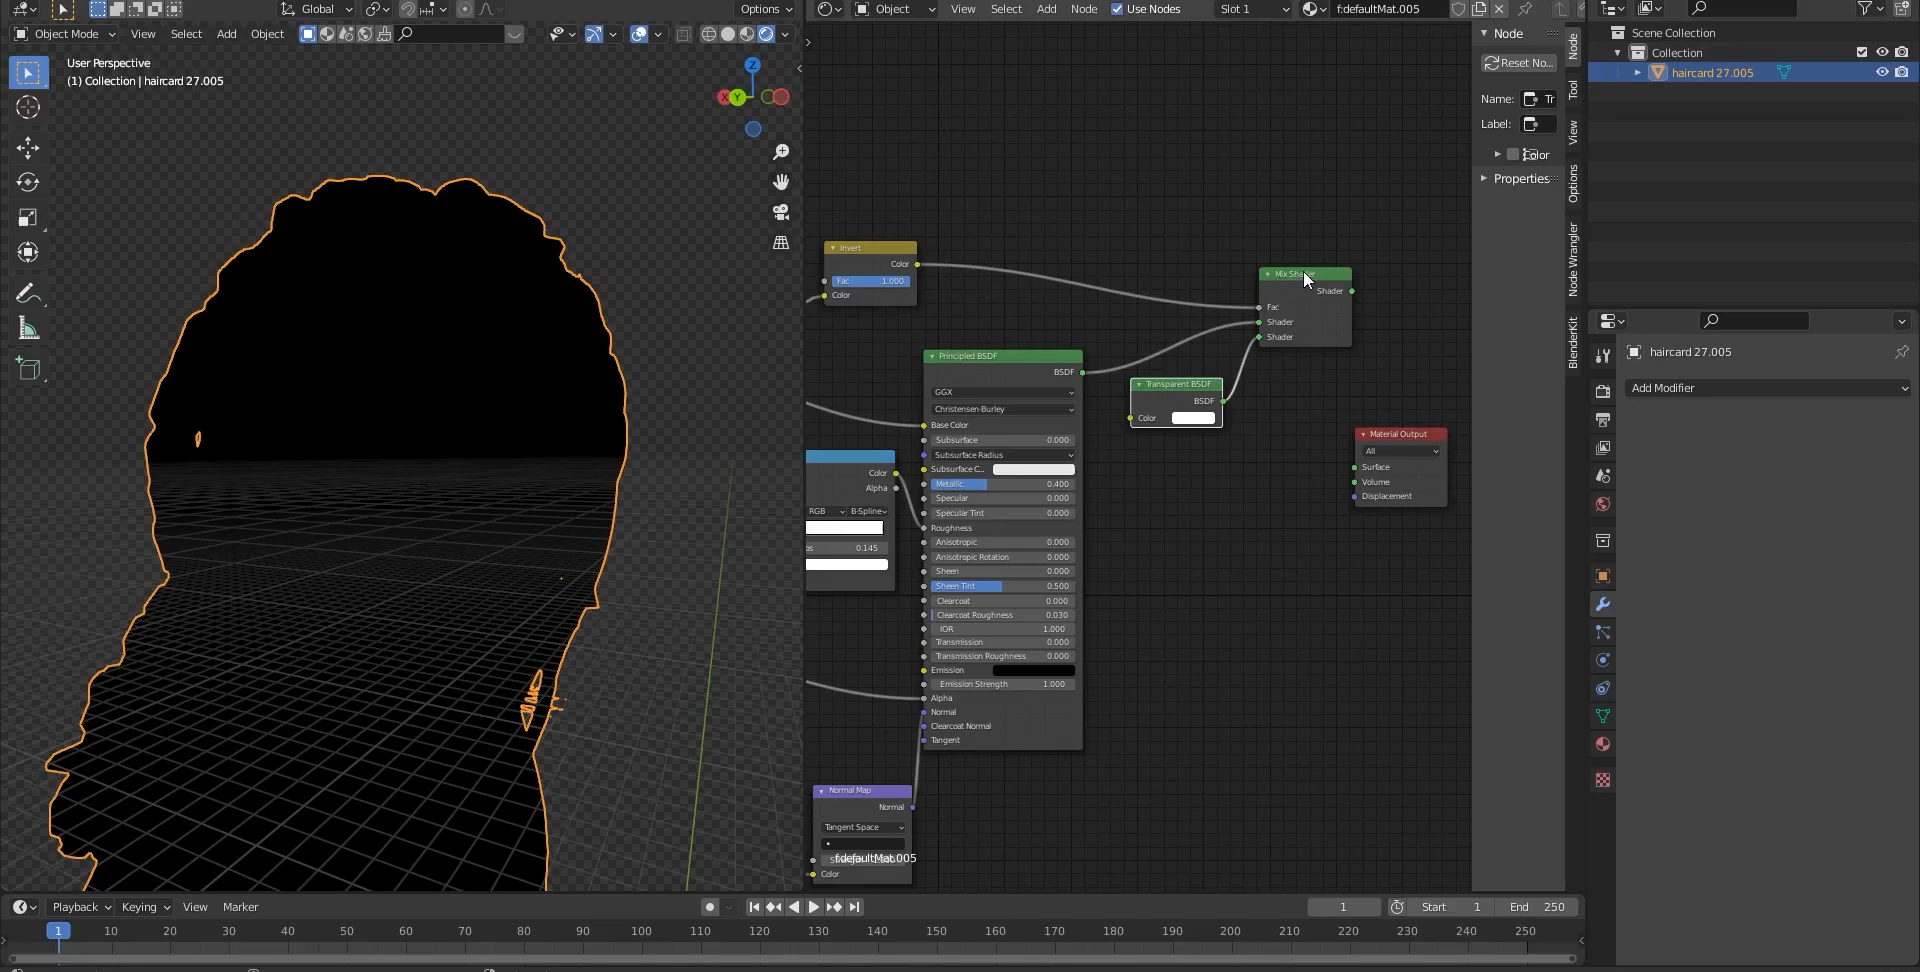 Global
Options
Object
View
Select
Add
Node
Use Nodes
Slot 1
f:defaultMat.005
Object Mode
View
Select
Add
Object
User Perspective
(1) Collection | haircard 27.005
Z
X
Y
Node
Reset No...
Name:
Tr
Label:
Color
Properties
Node
Tool
View
Options
Node Wrangler
BlenderKit
Scene Collection
Collection
haircard 27.005
haircard 27.005
Add Modifier
Invert
Color
Fac 1.000
Color
Mix Shader
Shader
Fac
Shader
Shader
Principled BSDF
BSDF
GGX
Christensen-Burley
Base Color
Subsurface 0.000
Subsurface Radius
Subsurface C...
Metallic 0.400
Specular 0.000
Specular Tint 0.000
Roughness
Anisotropic 0.000
Anisotropic Rotation 0.000
Sheen 0.000
Sheen Tint 0.500
Clearcoat 0.000
Clearcoat Roughness 0.030
IOR 1.000
Transmission 0.000
Transmission Roughness 0.000
Emission
Emission Strength 1.000
Alpha
Normal
Clearcoat Normal
Tangent
Transparent BSDF
BSDF
Color
Material Output
All
Surface
Volume
Displacement
Color
Alpha
RGB
B-Spline
os 0.145
Normal Map
Normal
Tangent Space
f:defaultMat.005
Color
Playback
Keying
View
Marker
1
Start 1
End 250
1 10 20 30 40 50 60 70 80 90 100 110 120 130 140 150 160 170 180 190 200 210 220 230 240 250